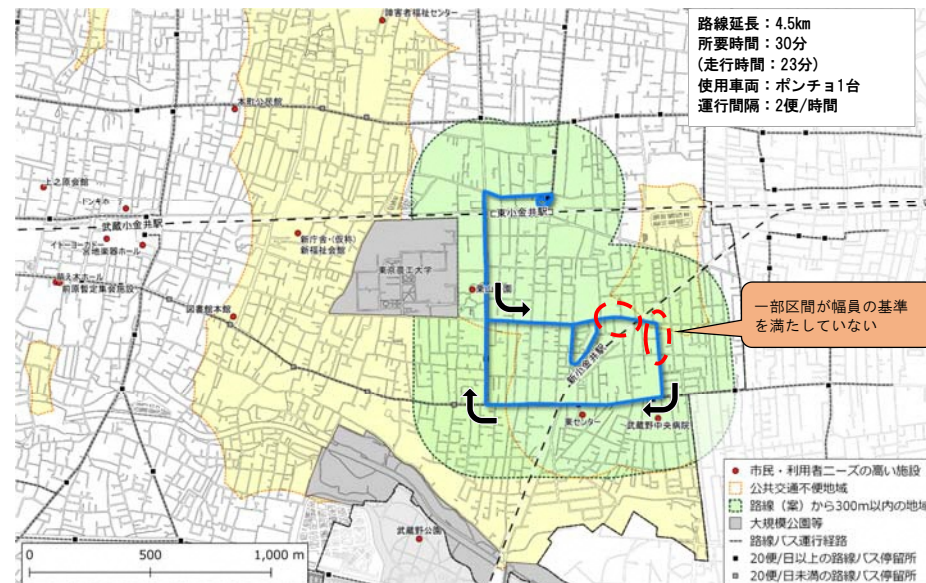 障害者福祉センター
路線延長：4.5km
所要時間：30分
(走行時間：23分)
使用車両：ポンチョ1台
運行間隔：2便/時間
本町公民館
上之原会館
ドンキホ
武蔵小金井駅
東小金井駅
イトーヨーカドー
宮地楽器ホール
新庁舎・(仮称)
新福祉会館
東京農工大学
萌え木ホール
前原暫定集会施設
栗山公園
図書館本館
一部区間が幅員の基準
を満たしていない
新小金井駅
東センター
武蔵野中央病院
武蔵野公園
市民・利用者ニーズの高い施設
公共交通不便地域
路線（案）から300m以内の地域
大規模公園等
路線バス運行経路
20便/日以上の路線バス停留所
20便/日未満の路線バス停留所
0 500 1,000 m